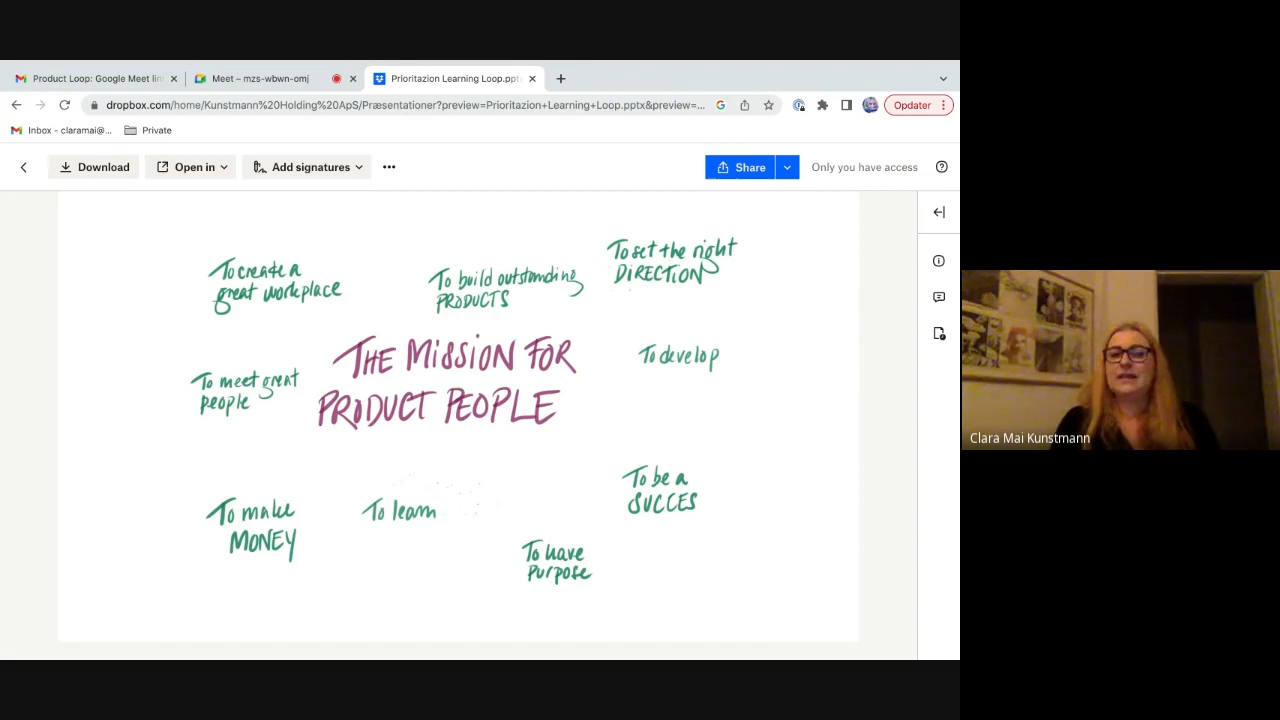 Product Loop: Google Meet lin
Meet – mzs-wbwn-omj
Prioritazion Learning Loop.ppt
dropbox.com/home/Kunstmann%20Holding%20ApS/Præsentationer?preview=Prioritazion+Learning+Loop.pptx&preview=...
Opdater
Inbox - claramai@...
Private
Download
Open in
Add signatures
Share
Only you have access
To create a
great workplace
To build outstanding
PRODUCTS
To set the right
DIRECTION
THE MISSION FOR
PRODUCT PEOPLE
To develop
To meet great
people
To be a
SUCCES
To make
MONEY
To learn
To have
PURPOSE
Clara Mai Kunstmann